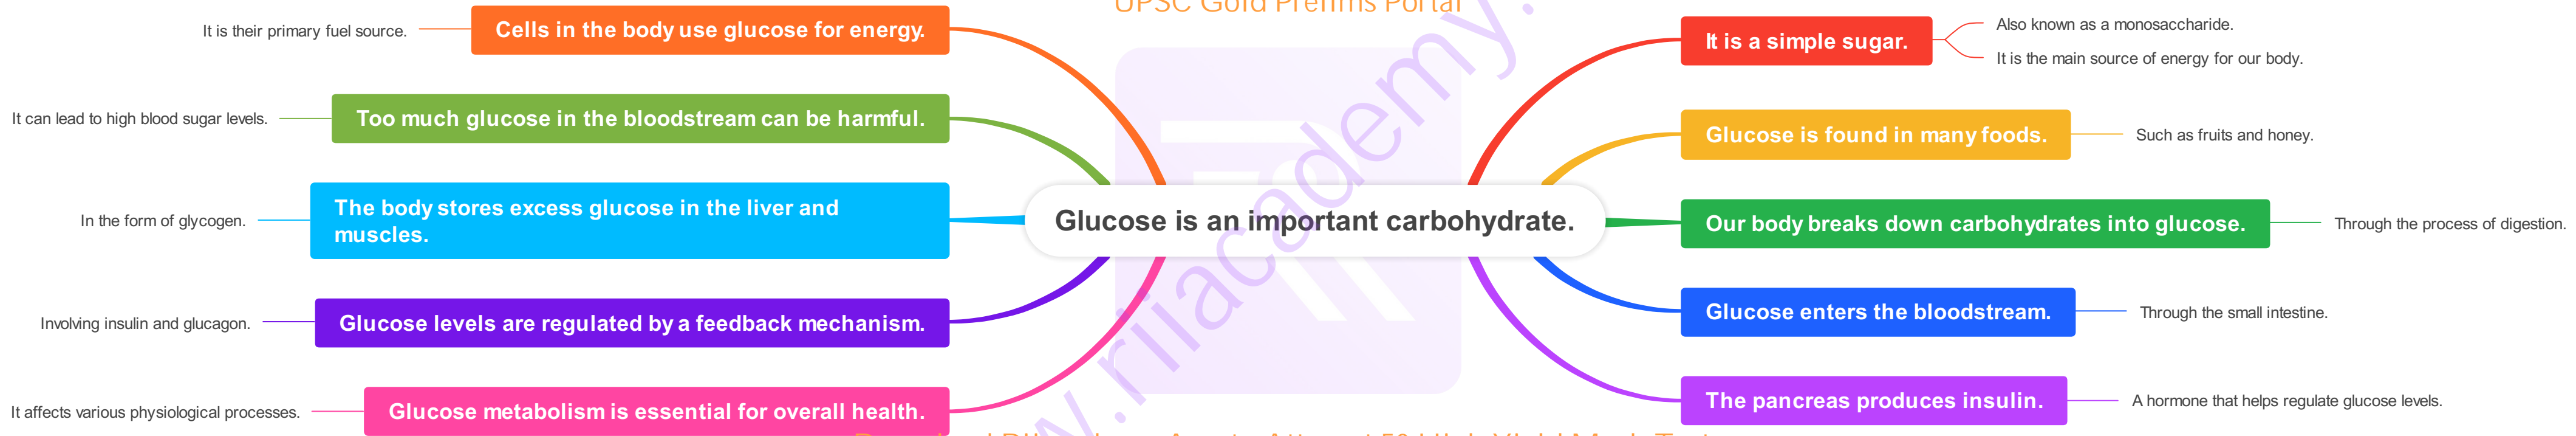 UPSC Gold Prelims Portal
Glucose is an important carbohydrate.
It is a simple sugar.
Also known as a monosaccharide.
It is the main source of energy for our body.
Glucose is found in many foods.
Such as fruits and honey.
Our body breaks down carbohydrates into glucose.
Through the process of digestion.
Glucose enters the bloodstream.
Through the small intestine.
The pancreas produces insulin.
A hormone that helps regulate glucose levels.
Cells in the body use glucose for energy.
It is their primary fuel source.
Too much glucose in the bloodstream can be harmful.
It can lead to high blood sugar levels.
The body stores excess glucose in the liver and
muscles.
In the form of glycogen.
Glucose levels are regulated by a feedback mechanism.
Involving insulin and glucagon.
Glucose metabolism is essential for overall health.
It affects various physiological processes.